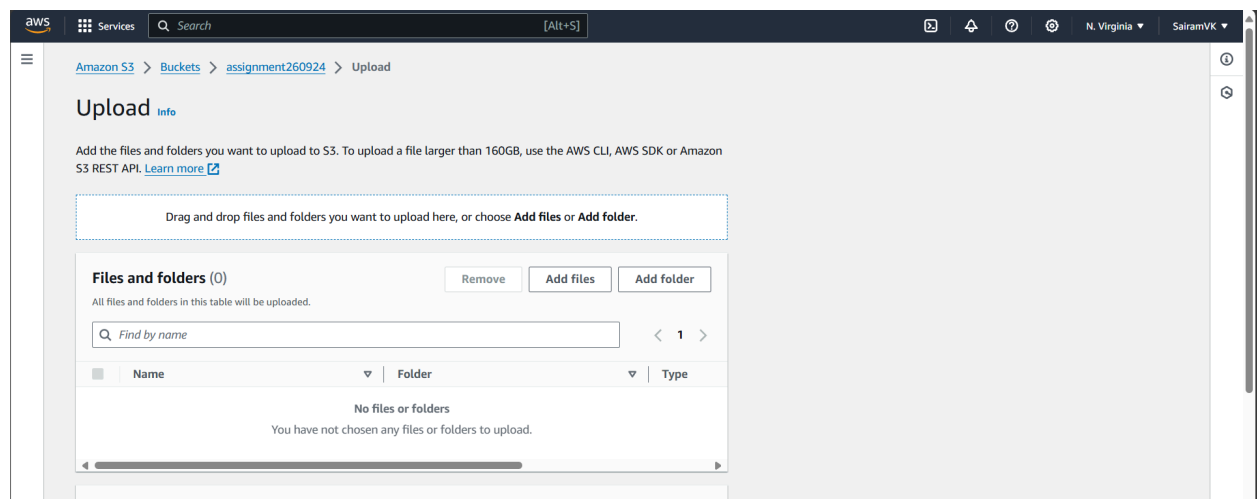 aws Services Search [Alt+S] N. Virginia SairamVK
Amazon S3 > Buckets > assignment260924 > Upload
Upload Info
Add the files and folders you want to upload to S3. To upload a file larger than 160GB, use the AWS CLI, AWS SDK or Amazon
S3 REST API. Learn more
Drag and drop files and folders you want to upload here, or choose Add files or Add folder.
Files and folders (0) Remove Add files Add folder
All files and folders in this table will be uploaded.
Find by name < 1 >
Name Folder Type
No files or folders
You have not chosen any files or folders to upload.